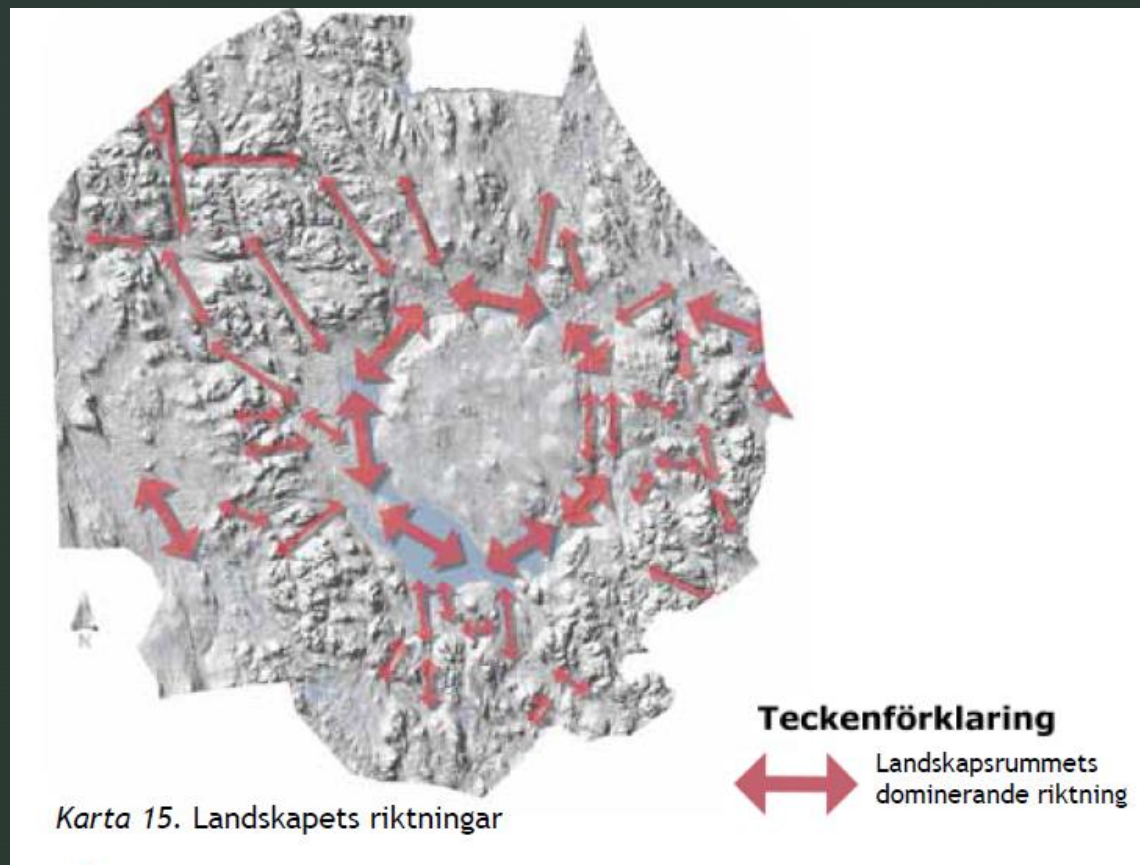 N
Teckenförklaring
Landskapsrummets
dominerande riktning
Karta 15. Landskapets riktningar